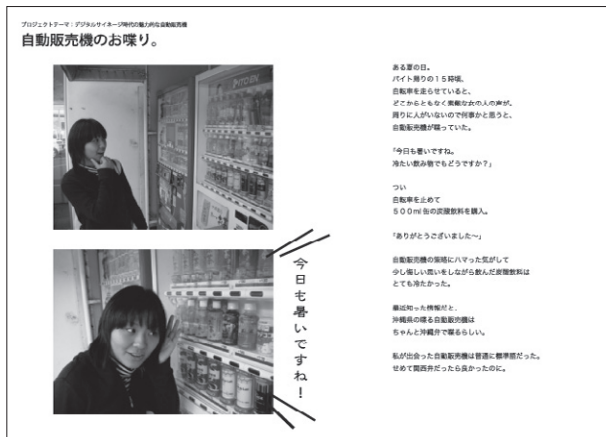 プロジェクトテーマ：デジタルサイネージ時代の魅力的な自動販売機
自動販売機のお喋り。
ITO EN
今日も暑いですね！
ある夏の日。
バイト帰りの１５時頃、
自転車を走らせていると、
どこからともなく素敵な女の人の声が。
周りに人がいないので何事かと思うと、
自動販売機が喋っていた。
「今日も暑いですね。
冷たい飲み物でもどうですか？」
つい
自転車を止めて
５００ml 缶の炭酸飲料を購入。
「ありがとうございました〜」
自動販売機の策略にハマった気がして
少し悔しい思いをしながら飲んだ炭酸飲料は
とても冷たかった。
最近知った情報だと、
沖縄県の喋る自動販売機は
ちゃんと沖縄弁で喋るらしい。
私が出会った自動販売機は普通に標準語だった。
せめて関西弁だったら良かったのに。